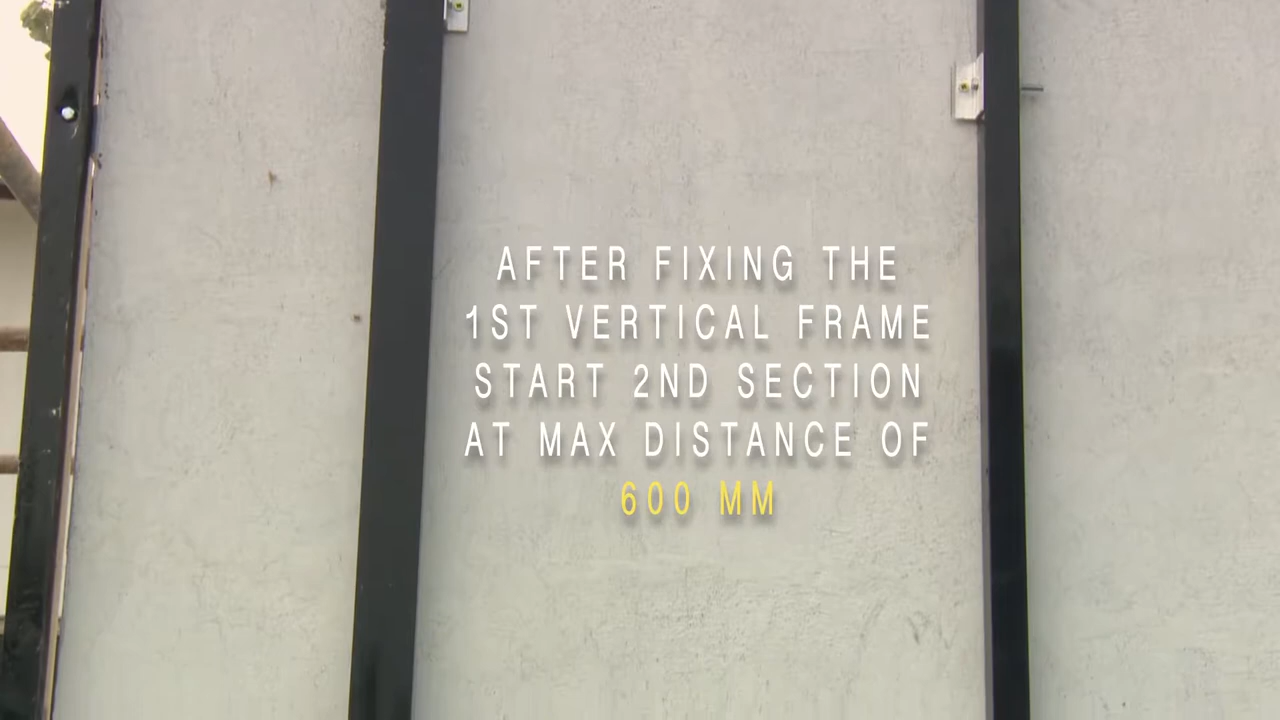 AFTER FIXING THE
1ST VERTICAL FRAME
START 2ND SECTION
AT MAX DISTANCE OF
600 MM